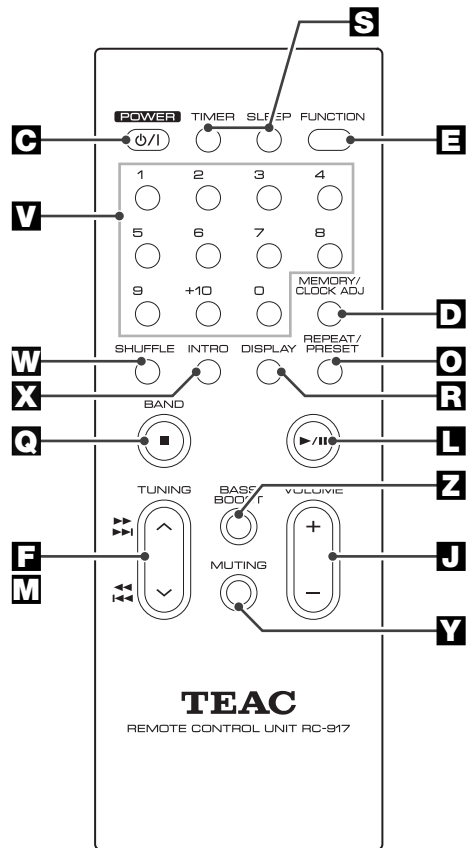 S
POWER TIMER SLEEP FUNCTION
C ⏻/I E
1 2 3 4
V
5 6 7 8
MEMORY/
CLOCK ADJ
9 +10 0
D
REPEAT/
PRESET
SHUFFLE INTRO DISPLAY
W O
X R
BAND
Q ■ ►/II L
Z
TUNING BASS BOOST VOLUME
►► +
►►I
F J
M MUTING
◄◄ −
I◄◄
Y
TEAC
REMOTE CONTROL UNIT RC-917